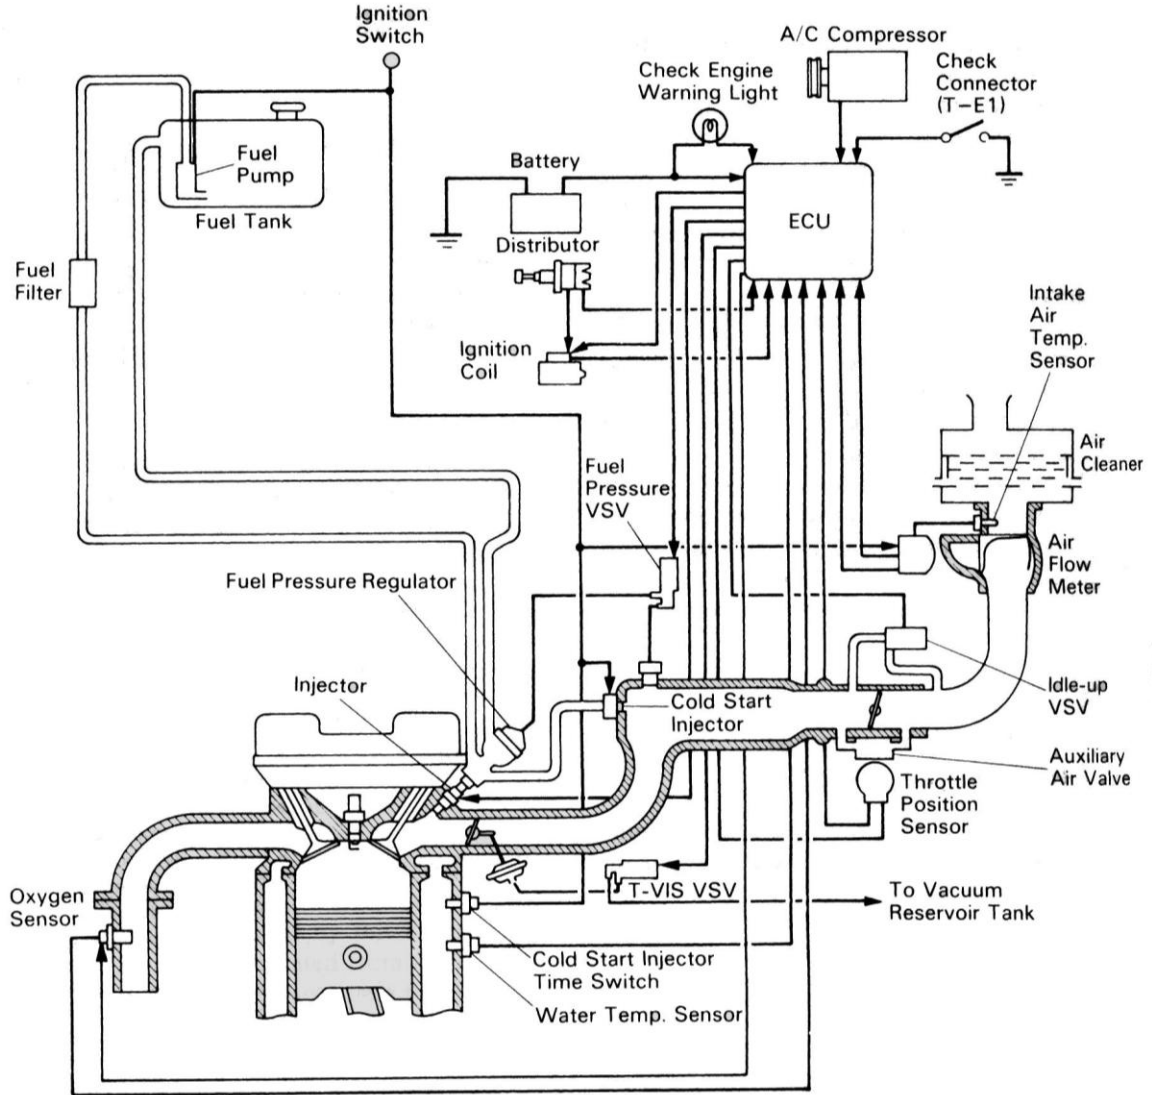 Ignition
Switch
A/C Compressor
Check Engine
Warning Light
Check
Connector
(T-E1)
Fuel
Pump
Fuel Tank
Battery
ECU
Distributor
Fuel
Filter
Intake
Air
Temp.
Sensor
Ignition
Coil
Air
Cleaner
Fuel
Pressure
VSV
Air
Flow
Meter
Fuel Pressure Regulator
Injector
Cold Start
Injector
Idle-up
VSV
Auxiliary
Air Valve
Throttle
Position
Sensor
Oxygen
Sensor
T-VIS VSV
To Vacuum
Reservoir Tank
Cold Start Injector
Time Switch
Water Temp. Sensor